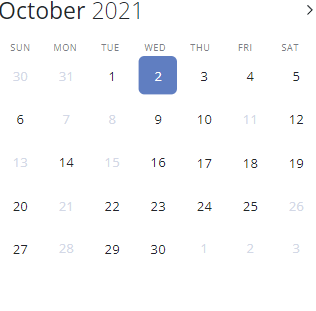 October 2021
SUN MON TUE WED THU FRI SAT
30 31 1 2 3 4 5
6 7 8 9 10 11 12
13 14 15 16 17 18 19
20 21 22 23 24 25 26
27 28 29 30 1 2 3